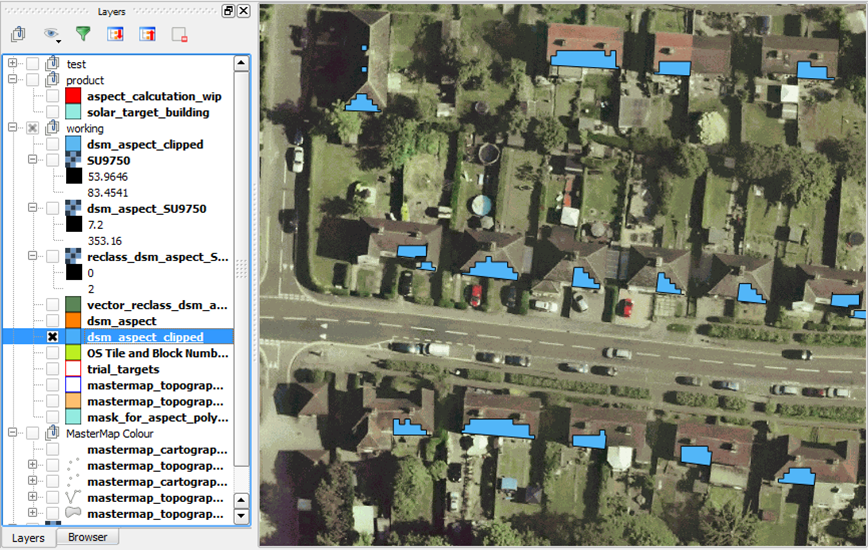 Layers
test
product
aspect_calcutation_wip
solar_target_building
working
dsm_aspect_clipped
SU9750
53.9646
83.4541
dsm_aspect_SU9750
7.2
353.16
reclass_dsm_aspect_S...
0
2
vector_reclass_dsm_a...
dsm_aspect
dsm_aspect_clipped
OS Tile and Block Numb...
trial_targets
mastermap_topograp...
mastermap_topograp...
mask_for_aspect_poly...
MasterMap Colour
mastermap_cartograp...
mastermap_topograp...
mastermap_cartograp...
mastermap_topograp...
mastermap_topograp...
Layers
Browser